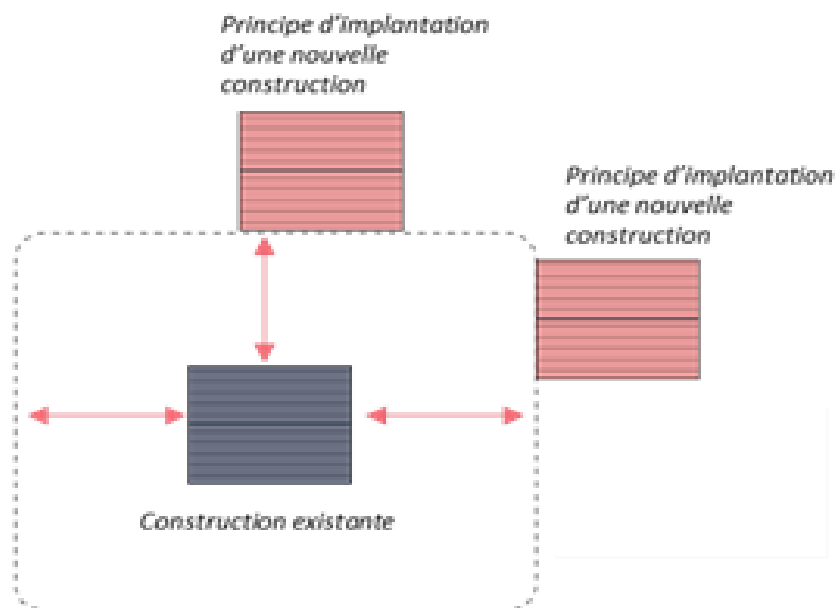 Principe d'implantation
d'une nouvelle
construction
Principe d'implantation
d'une nouvelle
construction
Construction existante